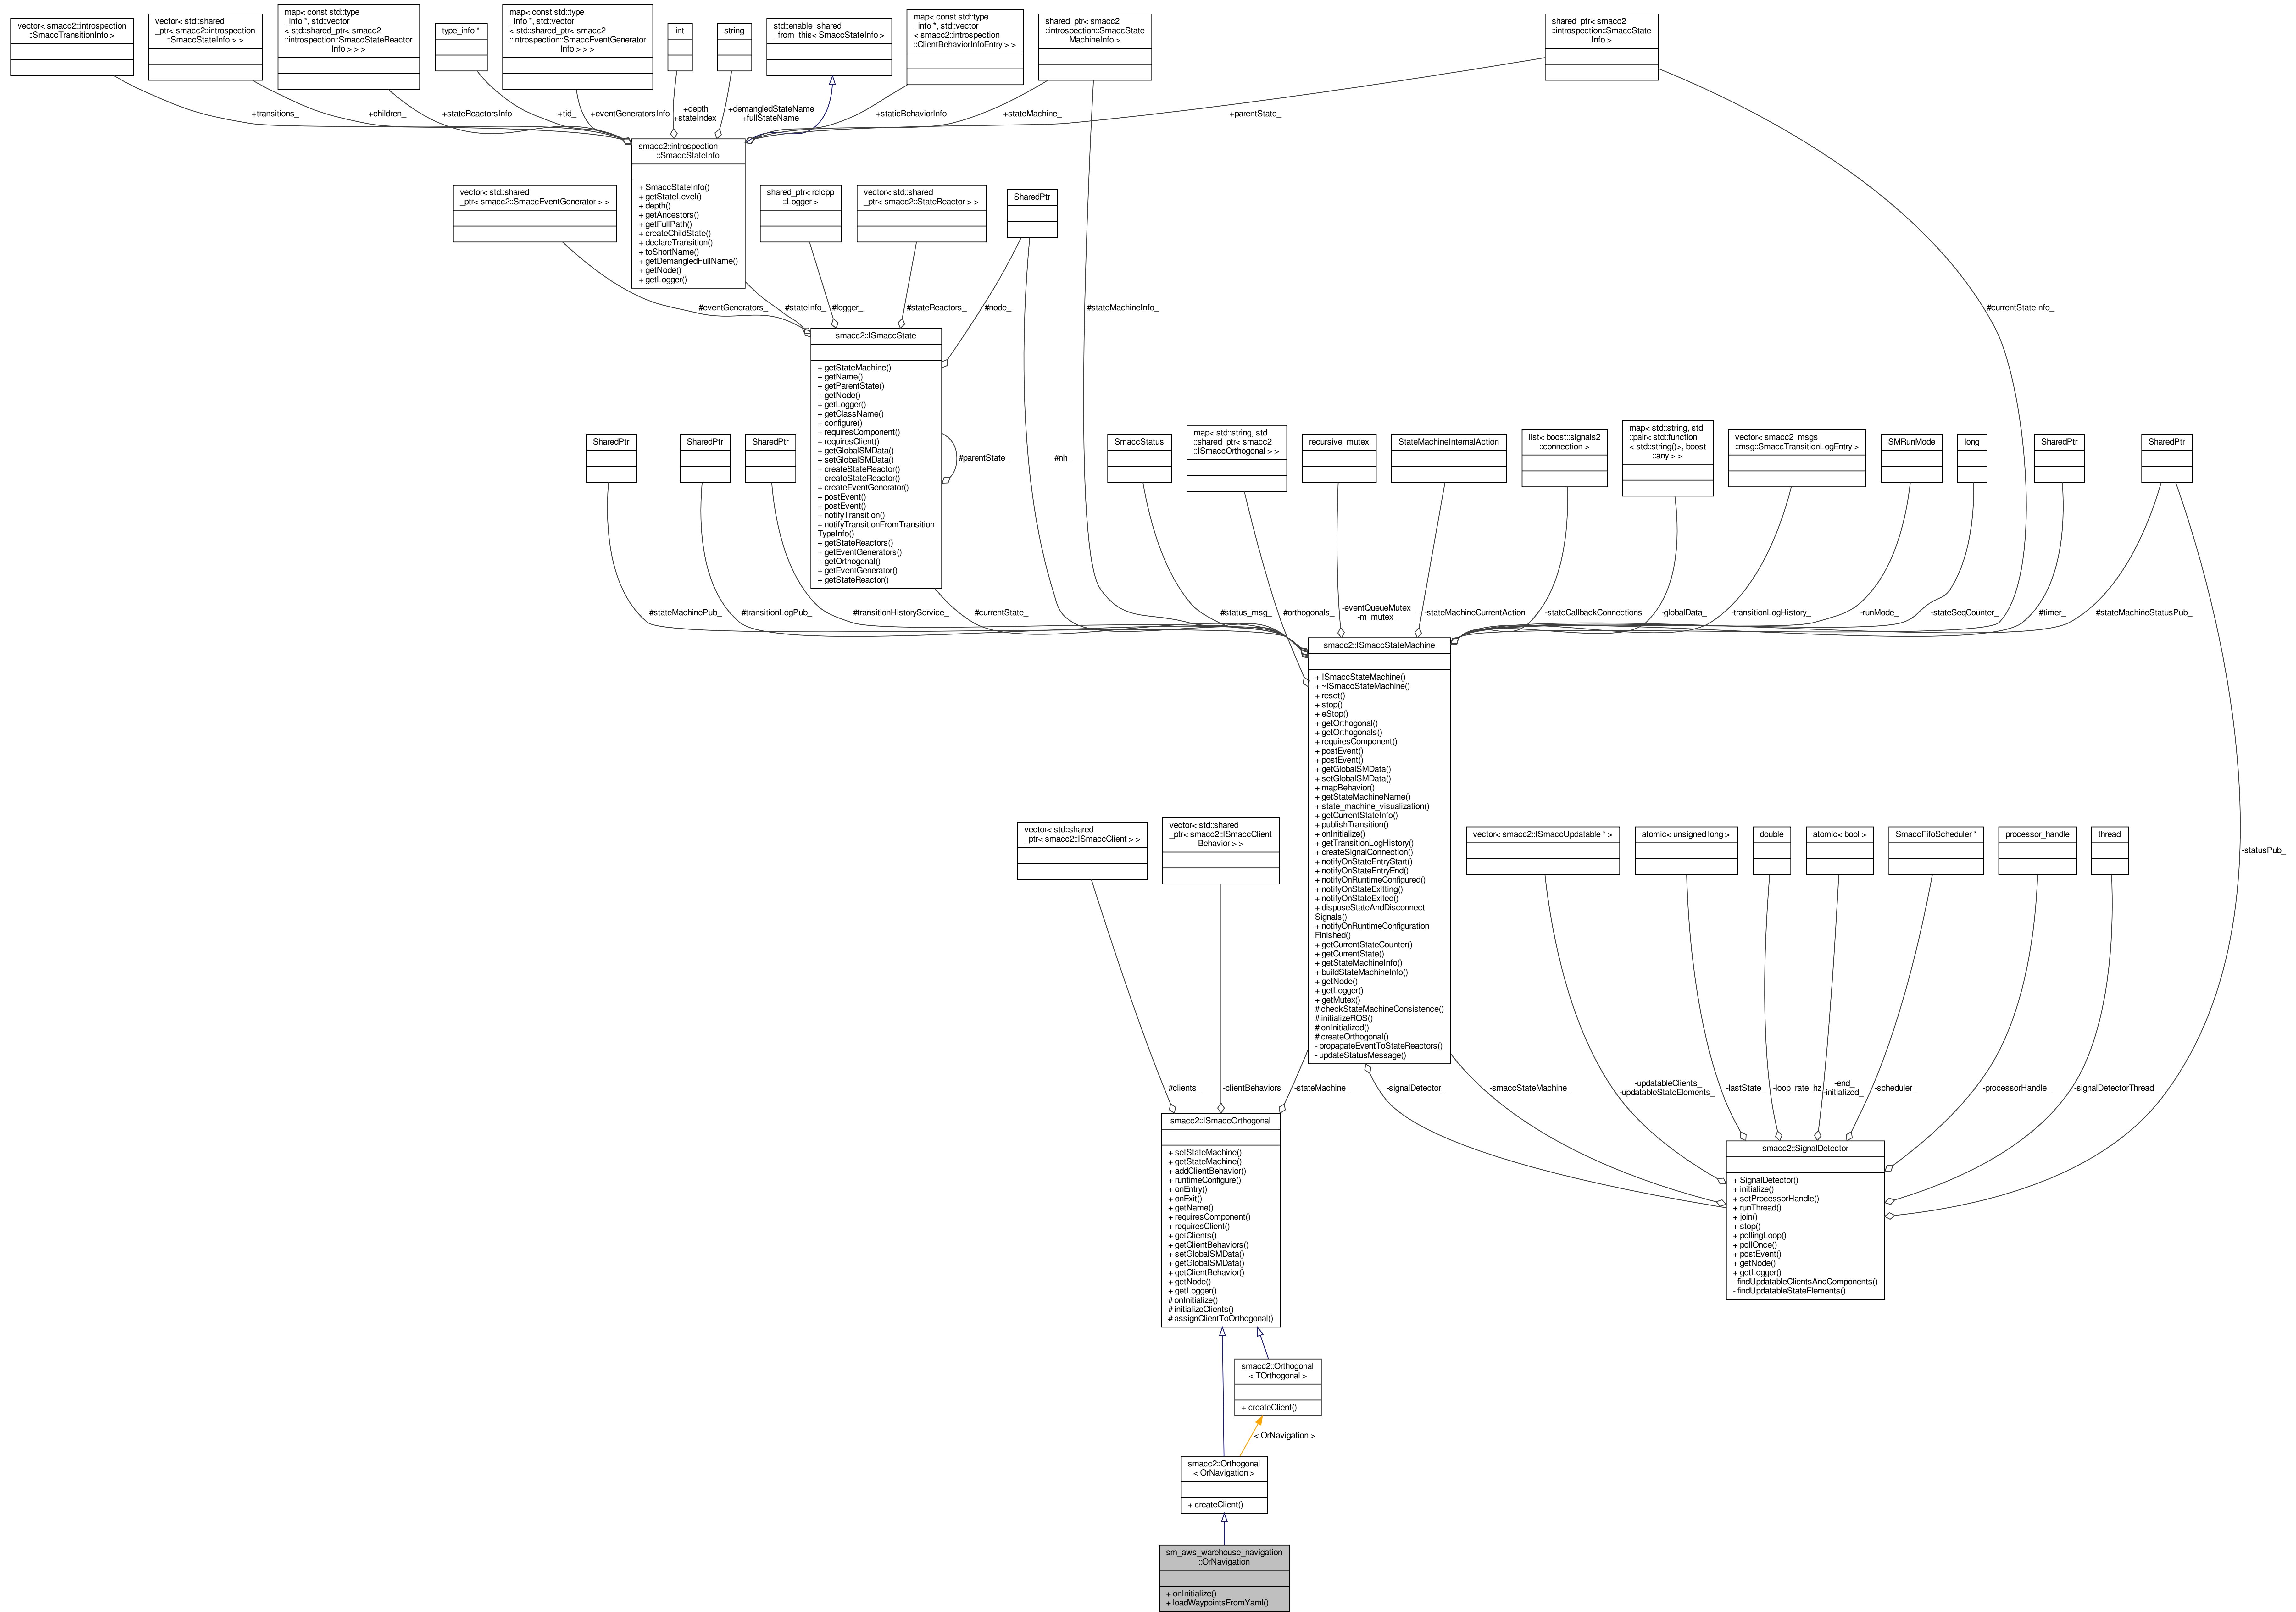 vector< smacc2::introspection
::SmaccTransitionInfo >
vector< std::shared
_ptr< smacc2::introspection
::SmaccStateInfo > >
map< const std::type
_info *, std::vector
< std::shared_ptr< smacc2
::introspection::SmaccStateReactor
Info > > >
type_info *
map< const std::type
_info *, std::vector
< std::shared_ptr< smacc2
::introspection::SmaccEventGenerator
Info > > >
int
string
std::enable_shared
_from_this< SmaccStateInfo >
map< const std::type
_info *, std::vector
< smacc2::introspection
::ClientBehaviorInfoEntry > >
shared_ptr< smacc2
::introspection::SmaccState
MachineInfo >
shared_ptr< smacc2
::introspection::SmaccState
Info >
+transitions_
+children_
+stateReactorsInfo
+tid_
+eventGeneratorsInfo
+depth_
+stateIndex_
+demangledStateName
+fullStateName
+staticBehaviorInfo
+stateMachine_
+parentState_
smacc2::introspection
::SmaccStateInfo
+ SmaccStateInfo()
+ getStateLevel()
+ depth()
+ getAncestors()
+ getFullPath()
+ createChildState()
+ declareTransition()
+ toShortName()
+ getDemangledFullName()
+ getNode()
+ getLogger()
vector< std::shared
_ptr< smacc2::SmaccEventGenerator > >
shared_ptr< rclcpp
::Logger >
vector< std::shared
_ptr< smacc2::StateReactor > >
SharedPtr
#eventGenerators_
#stateInfo_
#logger_
#stateReactors_
#node_
#stateMachineInfo_
#currentStateInfo_
smacc2::ISmaccState
+ getStateMachine()
+ getName()
+ getParentState()
+ getNode()
+ getLogger()
+ getClassName()
+ configure()
+ requiresComponent()
+ requiresClient()
+ getGlobalSMData()
+ setGlobalSMData()
+ createStateReactor()
+ createStateReactor()
+ createEventGenerator()
+ postEvent()
+ postEvent()
+ notifyTransition()
+ notifyTransitionFromTransition
TypeInfo()
+ getStateReactors()
+ getEventGenerators()
+ getOrthogonal()
+ getEventGenerator()
+ getStateReactor()
#parentState_
#nh_
SharedPtr
SharedPtr
SharedPtr
SmaccStatus
map< std::string, std
::shared_ptr< smacc2
::ISmaccOrthogonal > >
recursive_mutex
StateMachineInternalAction
list< boost::signals2
::connection >
map< std::string, std
::pair< std::function
< std::string()>, boost
::any > >
vector< smacc2_msgs
::msg::SmaccTransitionLogEntry >
SMRunMode
long
SharedPtr
SharedPtr
#stateMachinePub_
#transitionLogPub_
#transitionHistoryService_
#currentState_
#status_msg_
#orthogonals_
-eventQueueMutex_
-m_mutex_
-stateMachineCurrentAction
-stateCallbackConnections
-globalData_
-transitionLogHistory_
-runMode_
-stateSeqCounter_
#timer_
#stateMachineStatusPub_
smacc2::ISmaccStateMachine
+ ISmaccStateMachine()
+ ~ISmaccStateMachine()
+ reset()
+ stop()
+ eStop()
+ getOrthogonal()
+ getOrthogonals()
+ requiresComponent()
+ postEvent()
+ postEvent()
+ getGlobalSMData()
+ setGlobalSMData()
+ mapBehavior()
+ getStateMachineName()
+ state_machine_visualization()
+ getCurrentStateInfo()
+ publishTransition()
+ onInitialize()
+ getTransitionLogHistory()
+ createSignalConnection()
+ notifyOnStateEntryStart()
+ notifyOnStateEntryEnd()
+ notifyOnRuntimeConfigured()
+ notifyOnStateExitting()
+ notifyOnStateExited()
+ disposeStateAndDisconnect
Signals()
+ notifyOnRuntimeConfiguration
Finished()
+ getCurrentStateCounter()
+ getCurrentState()
+ getStateMachineInfo()
+ buildStateMachineInfo()
+ getNode()
+ getLogger()
+ getMutex()
# checkStateMachineConsistence()
# initializeROS()
# onInitialized()
# createOrthogonal()
- propagateEventToStateReactors()
- updateStatusMessage()
vector< std::shared
_ptr< smacc2::ISmaccClient > >
vector< std::shared
_ptr< smacc2::ISmaccClient
Behavior > >
vector< smacc2::ISmaccUpdatable * >
atomic< unsigned long >
double
atomic< bool >
SmaccFifoScheduler *
processor_handle
thread
-statusPub_
#clients_
-clientBehaviors_
-stateMachine_
-signalDetector_
-smaccStateMachine_
-updatableClients_
-updatableStateElements_
-lastState_
-loop_rate_hz
-end_
-initialized_
-scheduler_
-processorHandle_
-signalDetectorThread_
smacc2::ISmaccOrthogonal
+ setStateMachine()
+ getStateMachine()
+ addClientBehavior()
+ runtimeConfigure()
+ onEntry()
+ onExit()
+ getName()
+ requiresComponent()
+ requiresClient()
+ getClients()
+ getClientBehaviors()
+ setGlobalSMData()
+ getGlobalSMData()
+ getClientBehavior()
+ getNode()
+ getLogger()
# onInitialize()
# initializeClients()
# assignClientToOrthogonal()
smacc2::SignalDetector
+ SignalDetector()
+ initialize()
+ setProcessorHandle()
+ runThread()
+ join()
+ stop()
+ pollingLoop()
+ pollOnce()
+ postEvent()
+ getNode()
+ getLogger()
- findUpdatableClientsAndComponents()
- findUpdatableStateElements()
smacc2::Orthogonal
< TOrthogonal >
+ createClient()
< OrNavigation >
smacc2::Orthogonal
< OrNavigation >
+ createClient()
sm_aws_warehouse_navigation
::OrNavigation
+ onInitialize()
+ loadWaypointsFromYaml()